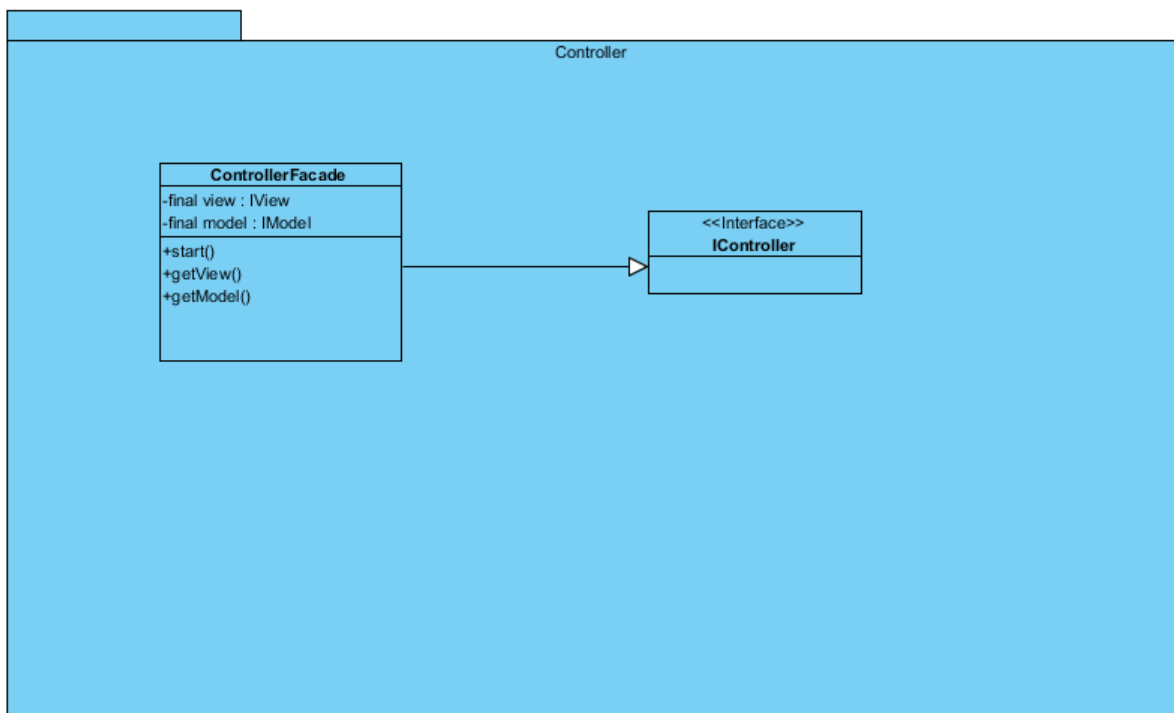 Controller
ControllerFacade
-final view : IView
-final model : IModel
+start()
+getView()
+getModel()
<<Interface>>
IController